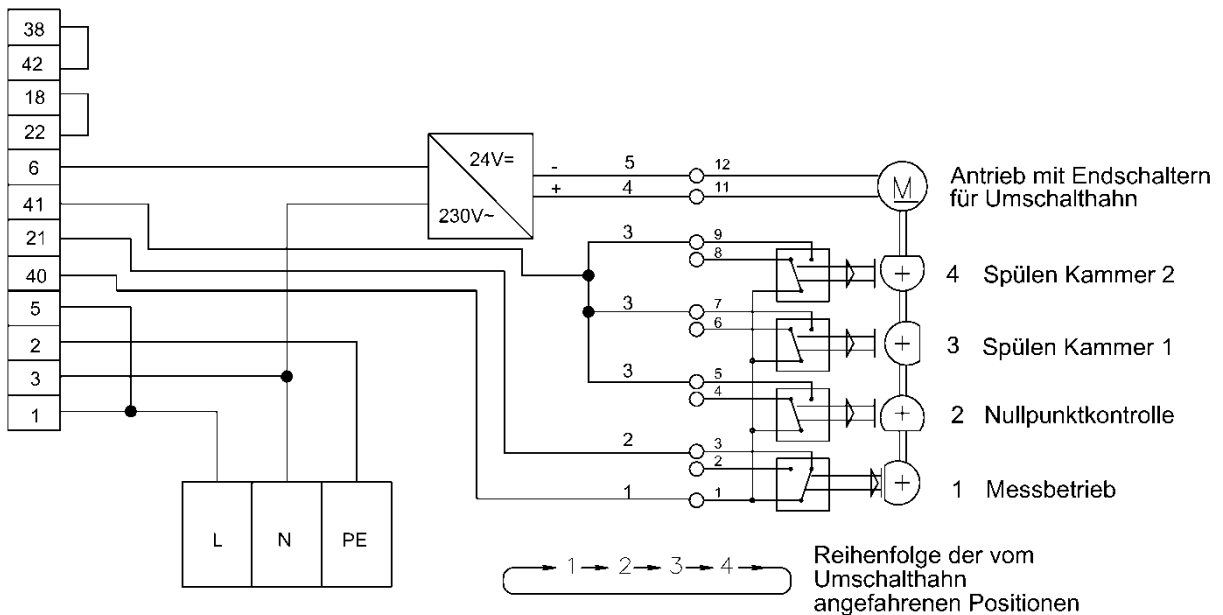 38
42
18
22
6
41
21
40
5
2
3
1
24V=
230V~
- 5 12
+ 4 11
M
Antrieb mit Endschaltern
für Umschalthahn
3 9
8
+ 4 Spülen Kammer 2
3 7
6
+ 3 Spülen Kammer 1
3 5
4
+ 2 Nullpunktkontrolle
2 3
2
1 1
+ 1 Messbetrieb
L N PE
1 2 3 4
Reihenfolge der vom
Umschalthahn
angefahrenen Positionen